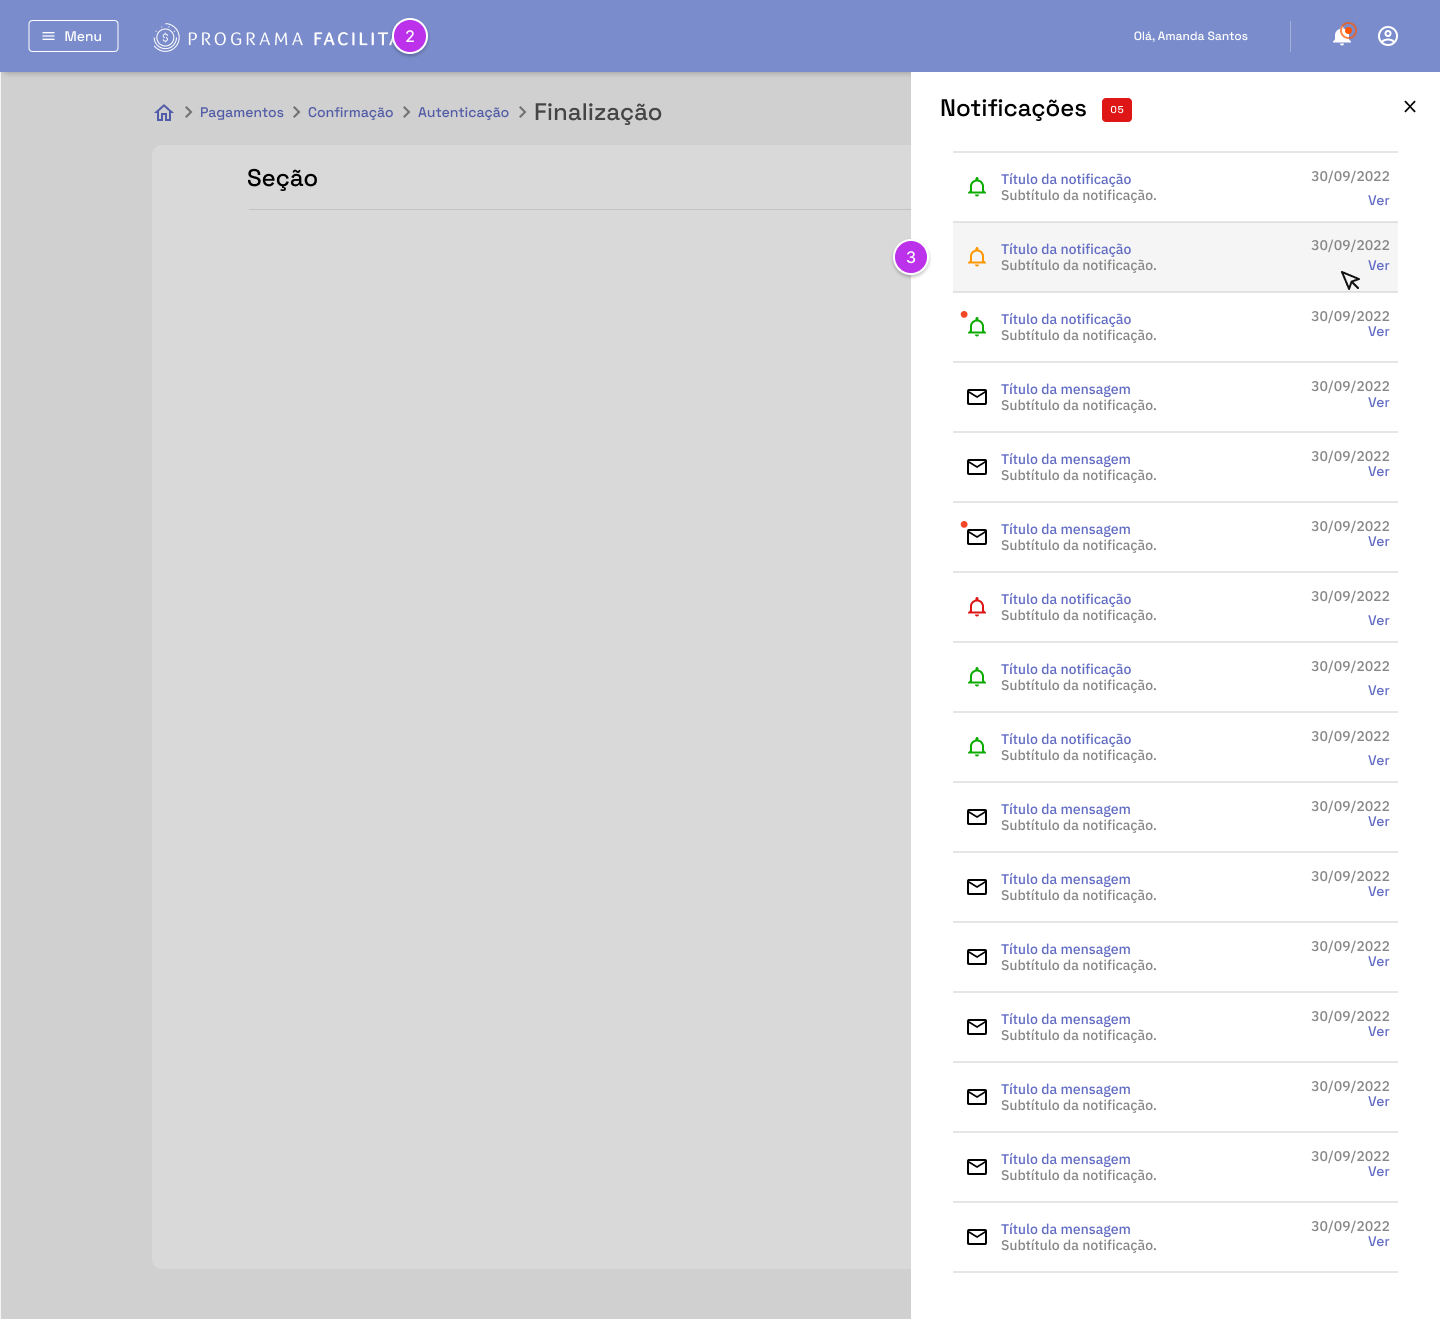 Menu
PROGRAMA FACILITA
2
Olá, Amanda Santos
Pagamentos
Confirmação
Autenticação
Finalização
Seção
Notificações
05
Título da notificação
30/09/2022
Subtítulo da notificação.
Ver
3
Título da notificação
30/09/2022
Subtítulo da notificação.
Ver
Título da notificação
30/09/2022
Subtítulo da notificação.
Ver
Título da mensagem
30/09/2022
Subtítulo da notificação.
Ver
Título da mensagem
30/09/2022
Subtítulo da notificação.
Ver
Título da mensagem
30/09/2022
Subtítulo da notificação.
Ver
Título da notificação
30/09/2022
Subtítulo da notificação.
Ver
Título da notificação
30/09/2022
Subtítulo da notificação.
Ver
Título da notificação
30/09/2022
Subtítulo da notificação.
Ver
Título da mensagem
30/09/2022
Subtítulo da notificação.
Ver
Título da mensagem
30/09/2022
Subtítulo da notificação.
Ver
Título da mensagem
30/09/2022
Subtítulo da notificação.
Ver
Título da mensagem
30/09/2022
Subtítulo da notificação.
Ver
Título da mensagem
30/09/2022
Subtítulo da notificação.
Ver
Título da mensagem
30/09/2022
Subtítulo da notificação.
Ver
Título da mensagem
30/09/2022
Subtítulo da notificação.
Ver